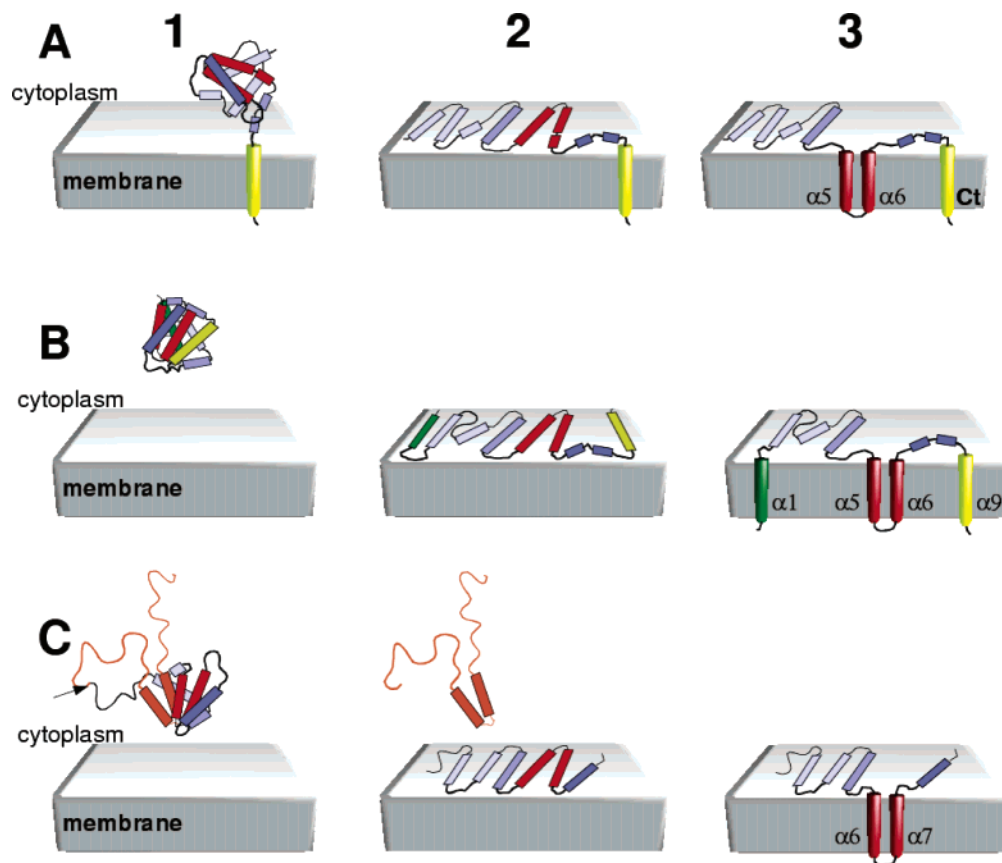 1 2 3
A
cytoplasm
membrane
α5 α6 Ct
B
cytoplasm
membrane
α1 α5 α6 α9
C
cytoplasm
membrane
α6 α7